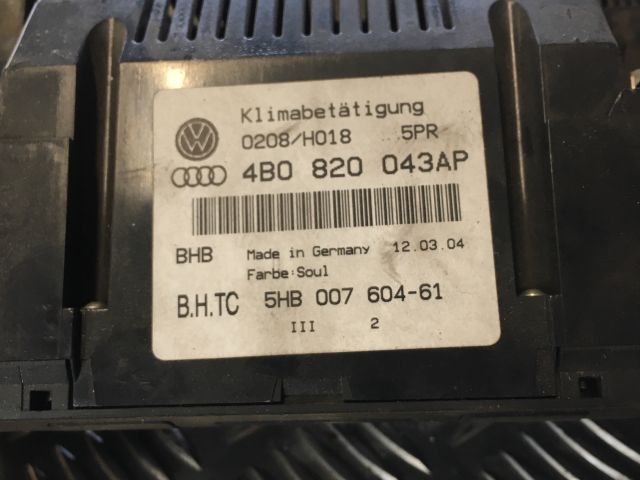 Klimabetätigung
0208/H018 5PR
4B0 820 043AP
BHB Made in Germany 12.03.04
Farbe:Soul
B.H.TC 5HB 007 604-61
III 2